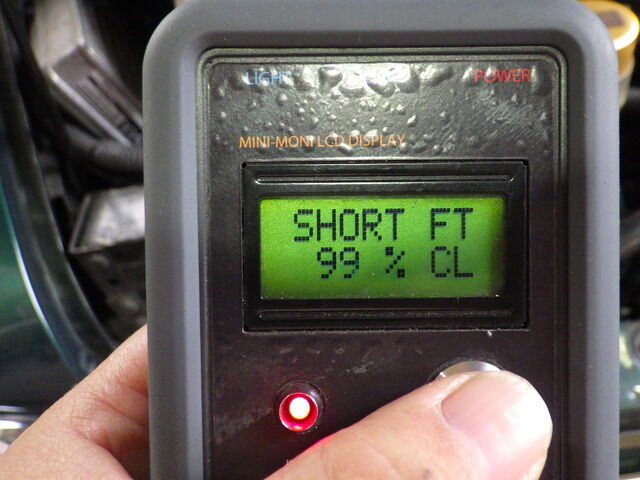 LIGHT POWER
MINI-MONI LCD DISPLAY
SHORT FT
99 % CL